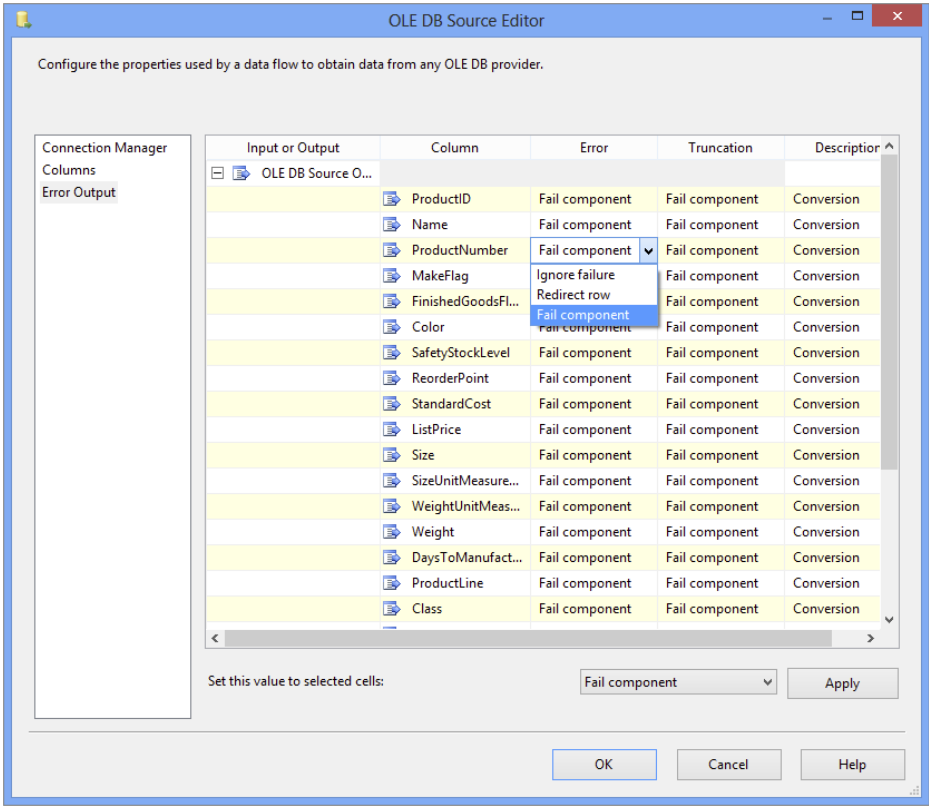 OLE DB Source Editor
Configure the properties used by a data flow to obtain data from any OLE DB provider.
Connection Manager
Columns
Error Output
Input or Output Column Error Truncation Description
OLE DB Source O...
ProductID Fail component Fail component Conversion
Name Fail component Fail component Conversion
ProductNumber Fail component Fail component Conversion
Ignore failure
Redirect row
Fail component
MakeFlag Fail component Conversion
FinishedGoodsFl... Fail component Conversion
Color Fail component Fail component Conversion
SafetyStockLevel Fail component Fail component Conversion
ReorderPoint Fail component Fail component Conversion
StandardCost Fail component Fail component Conversion
ListPrice Fail component Fail component Conversion
Size Fail component Fail component Conversion
SizeUnitMeasure... Fail component Fail component Conversion
WeightUnitMeas... Fail component Fail component Conversion
Weight Fail component Fail component Conversion
DaysToManufact... Fail component Fail component Conversion
ProductLine Fail component Fail component Conversion
Class Fail component Fail component Conversion
Set this value to selected cells: Fail component Apply
OK Cancel Help